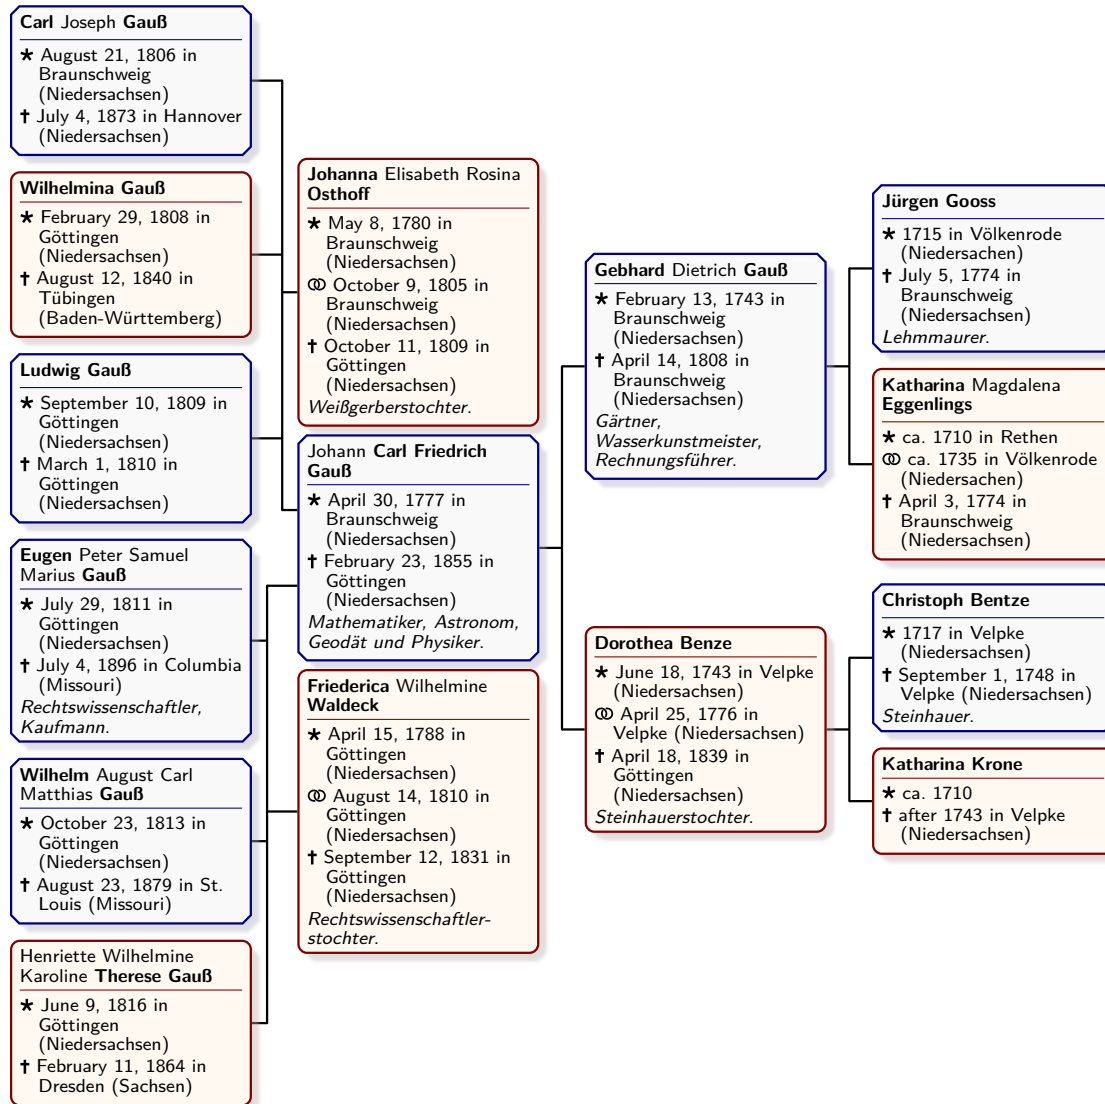 Carl Joseph Gauß
★ August 21, 1806 in
Braunschweig
(Niedersachsen)
† July 4, 1873 in Hannover
(Niedersachsen)
Wilhelmina Gauß
★ February 29, 1808 in
Göttingen
(Niedersachsen)
† August 12, 1840 in
Tübingen
(Baden-Württemberg)
Ludwig Gauß
★ September 10, 1809 in
Göttingen
(Niedersachsen)
† March 1, 1810 in
Göttingen
(Niedersachsen)
Eugen Peter Samuel
Marius Gauß
★ July 29, 1811 in
Göttingen
(Niedersachsen)
† July 4, 1896 in Columbia
(Missouri)
Rechtswissenschaftler,
Kaufmann.
Wilhelm August Carl
Matthias Gauß
★ October 23, 1813 in
Göttingen
(Niedersachsen)
† August 23, 1879 in St.
Louis (Missouri)
Henriette Wilhelmine
Karoline Therese Gauß
★ June 9, 1816 in
Göttingen
(Niedersachsen)
† February 11, 1864 in
Dresden (Sachsen)
Johanna Elisabeth Rosina
Osthoff
★ May 8, 1780 in
Braunschweig
(Niedersachsen)
⚭ October 9, 1805 in
Braunschweig
(Niedersachsen)
† October 11, 1809 in
Göttingen
(Niedersachsen)
Weißgerberstochter.
Johann Carl Friedrich
Gauß
★ April 30, 1777 in
Braunschweig
(Niedersachsen)
† February 23, 1855 in
Göttingen
(Niedersachsen)
Mathematiker, Astronom,
Geodät und Physiker.
Friederica Wilhelmine
Waldeck
★ April 15, 1788 in
Göttingen
(Niedersachsen)
⚭ August 14, 1810 in
Göttingen
(Niedersachsen)
† September 12, 1831 in
Göttingen
(Niedersachsen)
Rechtswissenschaftler-
stochter.
Gebhard Dietrich Gauß
★ February 13, 1743 in
Braunschweig
(Niedersachsen)
† April 14, 1808 in
Braunschweig
(Niedersachsen)
Gärtner,
Wasserkunstmeister,
Rechnungsführer.
Dorothea Benze
★ June 18, 1743 in Velpke
(Niedersachsen)
⚭ April 25, 1776 in
Velpke (Niedersachsen)
† April 18, 1839 in
Göttingen
(Niedersachsen)
Steinhauerstochter.
Jürgen Gooss
★ 1715 in Völkenrode
(Niedersachen)
† July 5, 1774 in
Braunschweig
(Niedersachsen)
Lehmmaurer.
Katharina Magdalena
Eggenlings
★ ca. 1710 in Rethen
⚭ ca. 1735 in Völkenrode
(Niedersachen)
† April 3, 1774 in
Braunschweig
(Niedersachsen)
Christoph Bentze
★ 1717 in Velpke
(Niedersachsen)
† September 1, 1748 in
Velpke (Niedersachsen)
Steinhauer.
Katharina Krone
★ ca. 1710
† after 1743 in Velpke
(Niedersachsen)